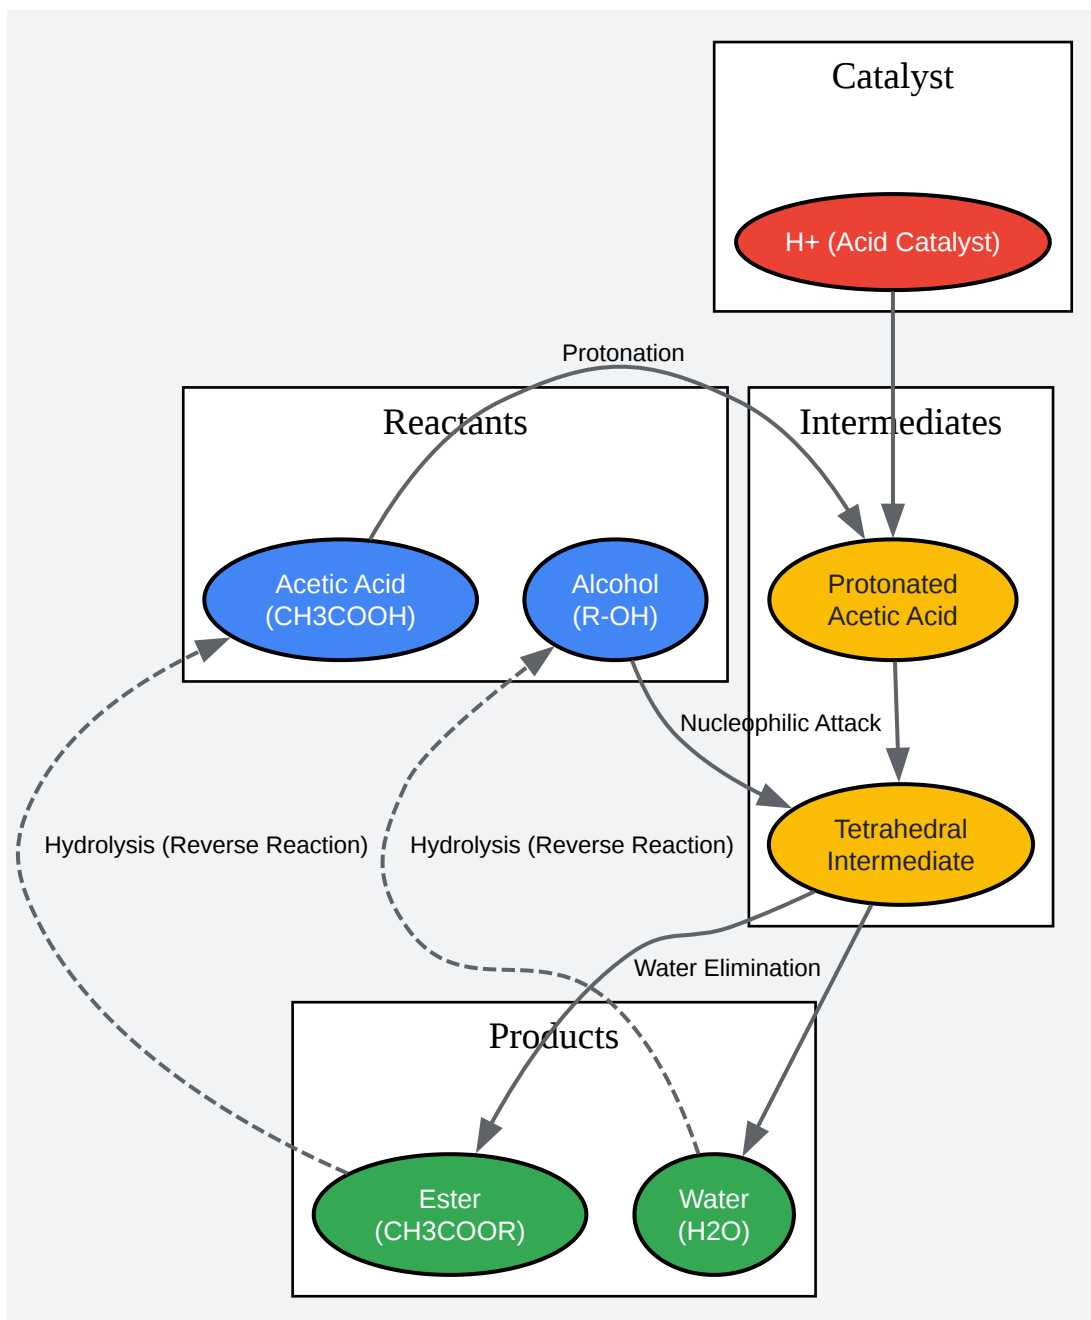 Catalyst
H+ (Acid Catalyst)
Protonation
Reactants
Intermediates
Acetic Acid
(CH3COOH)
Alcohol
(R-OH)
Protonated
Acetic Acid
Nucleophilic Attack
Tetrahedral
Intermediate
Hydrolysis (Reverse Reaction)
Hydrolysis (Reverse Reaction)
Water Elimination
Products
Ester
(CH3COOR)
Water
(H2O)